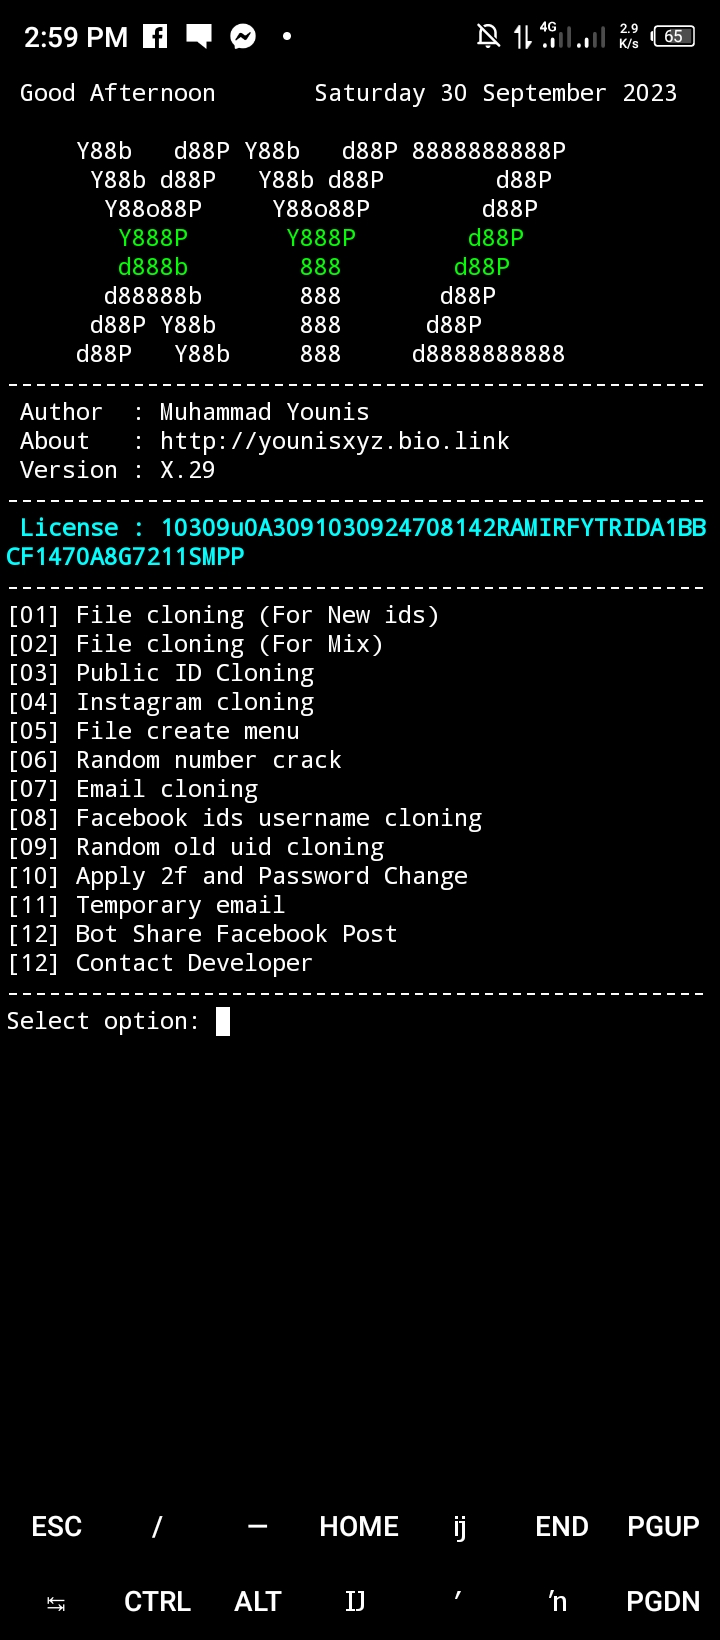 2:59 PM 4G 2.9 K/s 65
Good Afternoon Saturday 30 September 2023
Y88b d88P Y88b d88P 8888888888P
Y88b d88P Y88b d88P d88P
Y88o88P Y88o88P d88P
Y888P Y888P d88P
d888b 888 d88P
d88888b 888 d88P
d88P Y88b 888 d88P
d88P Y88b 888 d8888888888
--------------------------------------------------
Author : Muhammad Younis
About : http://younisxyz.bio.link
Version : X.29
--------------------------------------------------
License : 10309u0A3091030924708142RAMIRFYTRIDA1BB
CF1470A8G7211SMPP
--------------------------------------------------
[01] File cloning (For New ids)
[02] File cloning (For Mix)
[03] Public ID Cloning
[04] Instagram cloning
[05] File create menu
[06] Random number crack
[07] Email cloning
[08] Facebook ids username cloning
[09] Random old uid cloning
[10] Apply 2f and Password Change
[11] Temporary email
[12] Bot Share Facebook Post
[12] Contact Developer
--------------------------------------------------
Select option:
ESC / — HOME ĳ END PGUP
↹ CTRL ALT Ĳ ′ ŉ PGDN